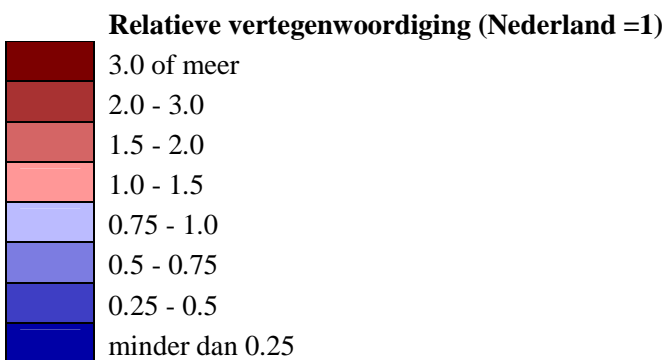 Relatieve vertegenwoordiging (Nederland =1)
3.0 of meer
2.0 - 3.0
1.5 - 2.0
1.0 - 1.5
0.75 - 1.0
0.5 - 0.75
0.25 - 0.5
minder dan 0.25